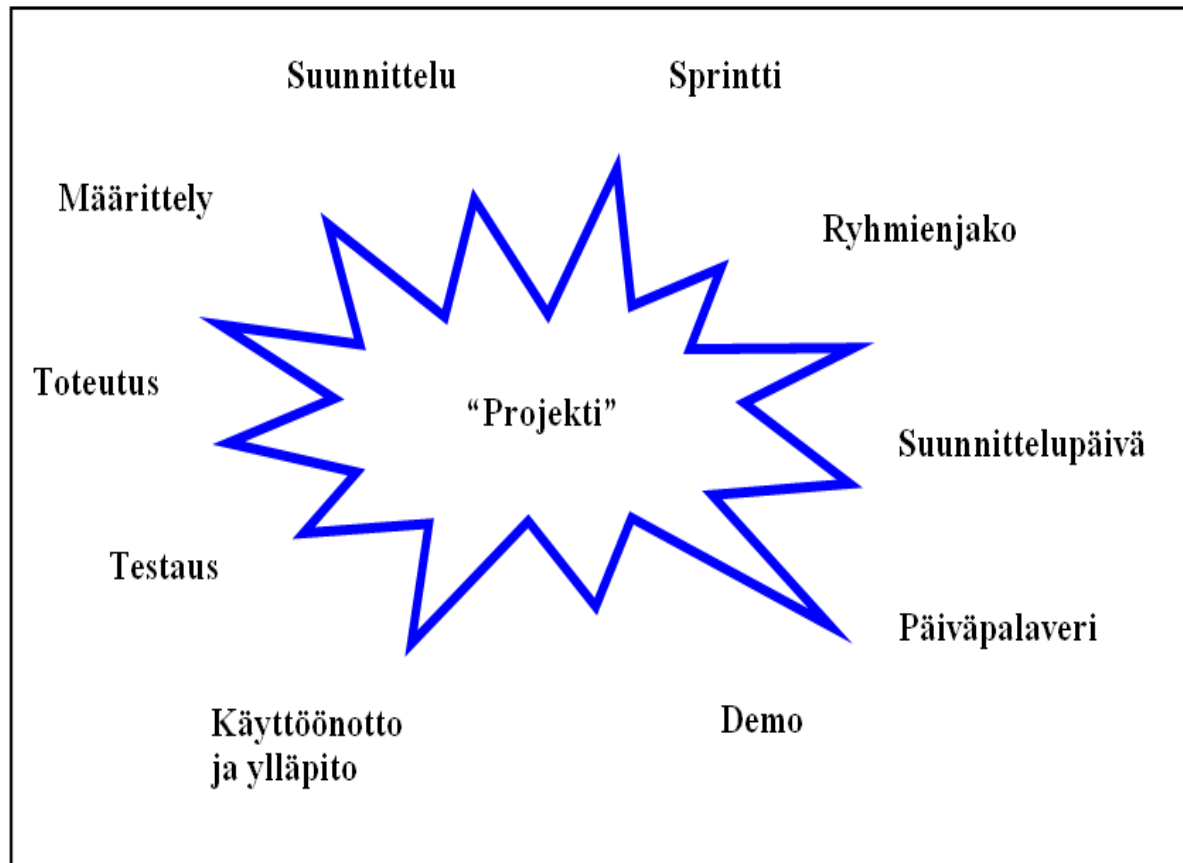 Suunnittelu
Sprintti
Määrittely
Ryhmienjako
Toteutus
“Projekti”
Suunnittelupäivä
Testaus
Päiväpalaveri
Käyttöönotto
ja ylläpito
Demo